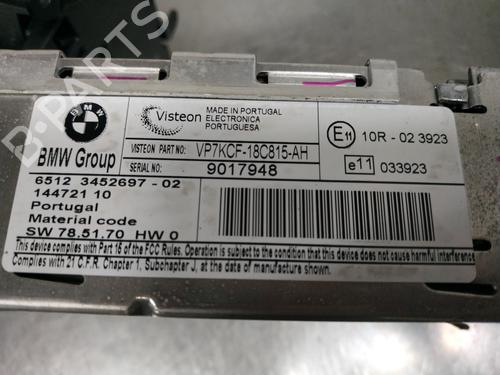 BMW
BMW Group
Visteon
MADE IN PORTUGAL
ELECTRONICA
PORTUGUESA
VISTEON PART NO: VP7KCF-18C815-AH
SERIAL NO: 9017948
E11 10R - 02 3923
e11 033923
6512 3452697 - 02
144721 10
Portugal
Material code
SW 78.51.70 HW 0
This device complies with Part 15 of the FCC Rules. Operation is subject to the condition that this device does not cause harmful interference
Complies with 21 C.F.R. Chapter 1, Subchapter J, at date of manufacture.
B-PARTS